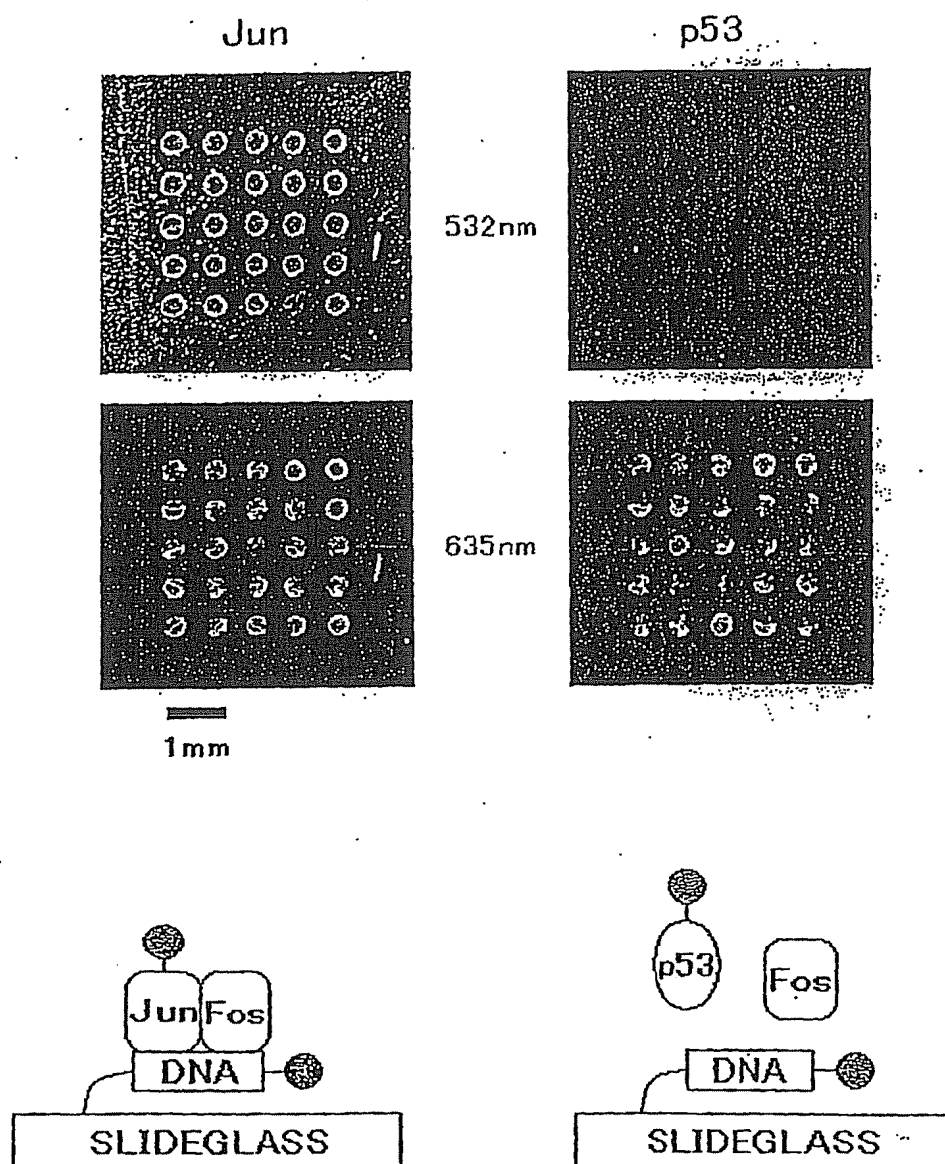 Jun p53
532nm
635nm
1mm
p53
Jun Fos Fos
DNA DNA
SLIDEGLASS SLIDEGLASS